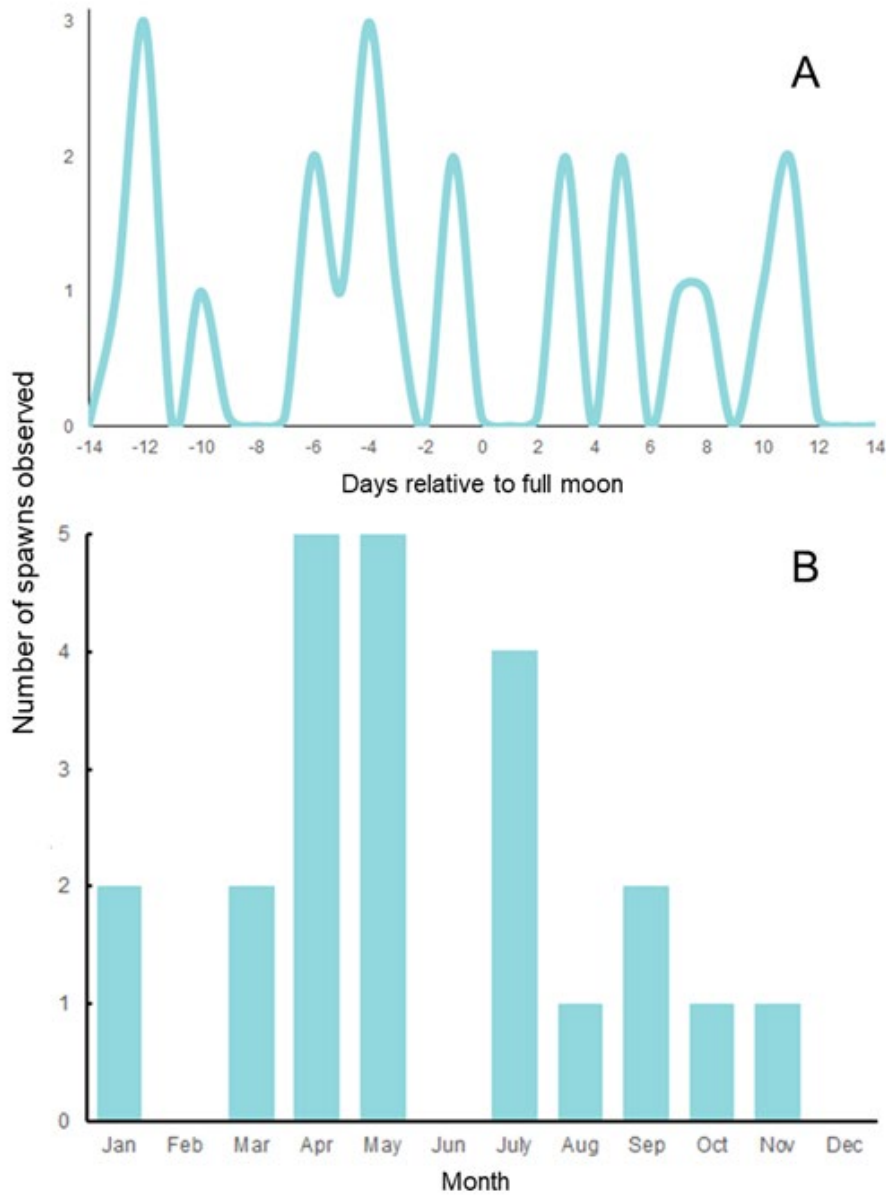 3
A
2
1
0
-14 -12 -10 -8 -6 -4 -2 0 2 4 6 8 10 12 14
Days relative to full moon
Number of spawns observed
5
B
4
3
2
1
0
Jan Feb Mar Apr May Jun July Aug Sep Oct Nov Dec
Month